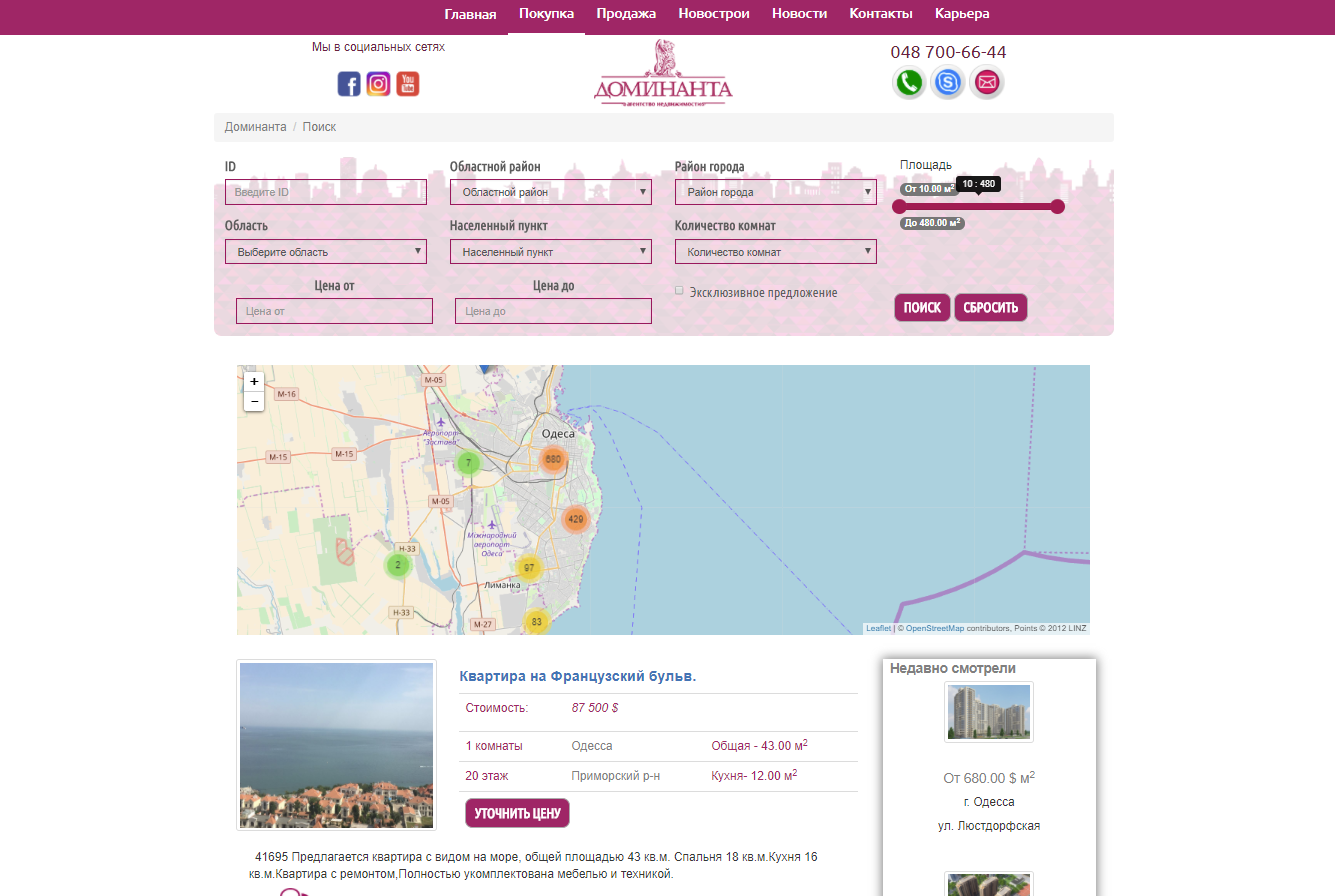 Главная Покупка Продажа Новострои Новости Контакты Карьера
Мы в социальных сетях
You
Tube
ДОМИНАНТА
агентство недвижимости
048 700-66-44
Доминанта / Поиск
ID
Областной район
Район города
Площадь
Введите ID
Областной район
Район города
От 10.00 м²
10 : 480
До 480.00 м²
Область
Населенный пункт
Количество комнат
Выберите область
Населенный пункт
Количество комнат
Цена от
Цена до
Эксклюзивное предложение
Цена от
Цена до
ПОИСК
СБРОСИТЬ
+
−
М-05
М-16
Аеропорт
"Застава"
Одеса
М-15
М-15
7
680
М-05
429
Міжнародний
аеропорт
Одеса
Н-33
2
97
Лиманка
Н-33
М-27
83
Leaflet | © OpenStreetMap contributors, Points © 2012 LINZ
Квартира на Французский бульв.
Стоимость: 87 500 $
1 комнаты Одесса Общая - 43.00 м²
20 этаж Приморский р-н Кухня- 12.00 м²
УТОЧНИТЬ ЦЕНУ
41695 Предлагается квартира с видом на море, общей площадью 43 кв.м. Спальня 18 кв.м.Кухня 16
кв.м.Квартира с ремонтом,Полностью укомплектована мебелью и техникой.
Недавно смотрели
От 680.00 $ м²
г. Одесса
ул. Люстдорфская